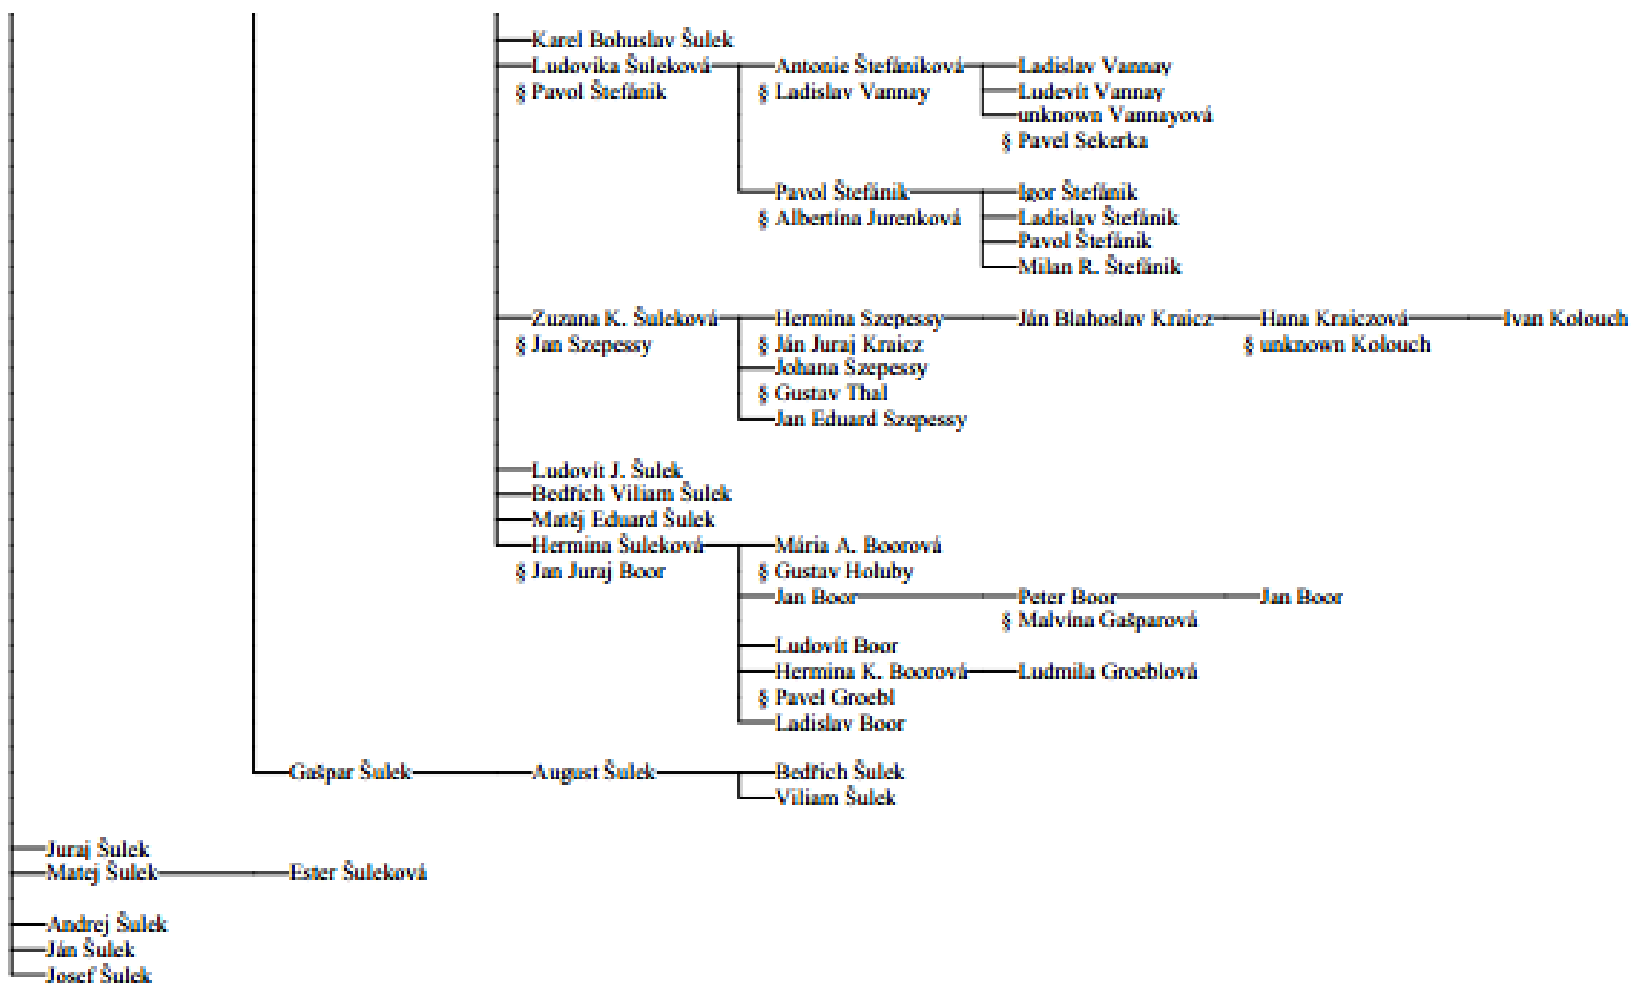 Karel Bohuslav Šulek
Ludovika Šuleková Antonie Štefániková Ladislav Vannay
§ Pavol Štefánik § Ladislav Vannay Ludevít Vannay
unknown Vannayová
§ Pavel Sekerka
Pavol Štefánik Igor Štefánik
§ Albertína Jurenková Ladislav Štefánik
Pavol Štefánik
Milan R. Štefánik
Zuzana K. Šuleková Hermina Szepessy Ján Blahoslav Kraicz Hana Kraiczová Ivan Kolouch
§ Jan Szepessy § Ján Juraj Kraicz § unknown Kolouch
Johana Szepessy
§ Gustav Thal
Jan Eduard Szepessy
Ludovít J. Šulek
Bedřich Viliam Šulek
Matěj Eduard Šulek
Hermina Šuleková Mária A. Boorová
§ Jan Juraj Boor § Gustav Holuby
Jan Boor Peter Boor Jan Boor
§ Malvína Gašparová
Ludovít Boor
Hermina K. Boorová Ludmila Groeblová
§ Pavel Groebl
Ladislav Boor
Gašpar Šulek August Šulek Bedřich Šulek
Viliam Šulek
Juraj Šulek
Matej Šulek Ester Šuleková
Andrej Šulek
Ján Šulek
Josef Šulek